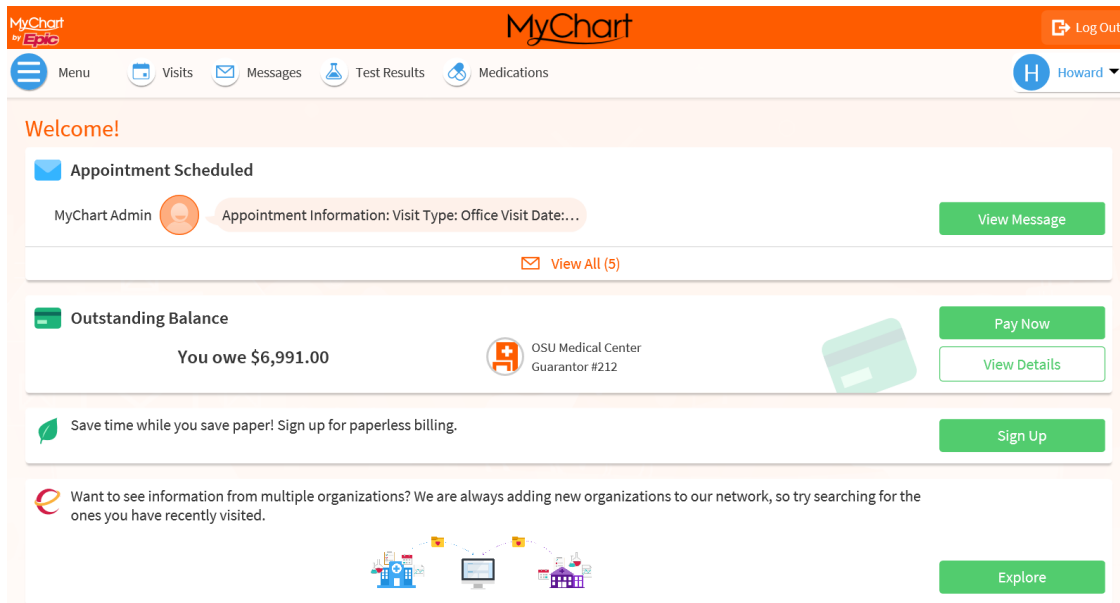 MyChart
by Epic
MyChart
Log Out
Menu
Visits
Messages
Test Results
Medications
H
Howard
Welcome!
Appointment Scheduled
MyChart Admin
Appointment Information: Visit Type: Office Visit Date:…
View Message
View All (5)
Outstanding Balance
You owe $6,991.00
OSU Medical Center
Guarantor #212
Pay Now
View Details
Save time while you save paper! Sign up for paperless billing.
Sign Up
Want to see information from multiple organizations? We are always adding new organizations to our network, so try searching for the
ones you have recently visited.
Explore